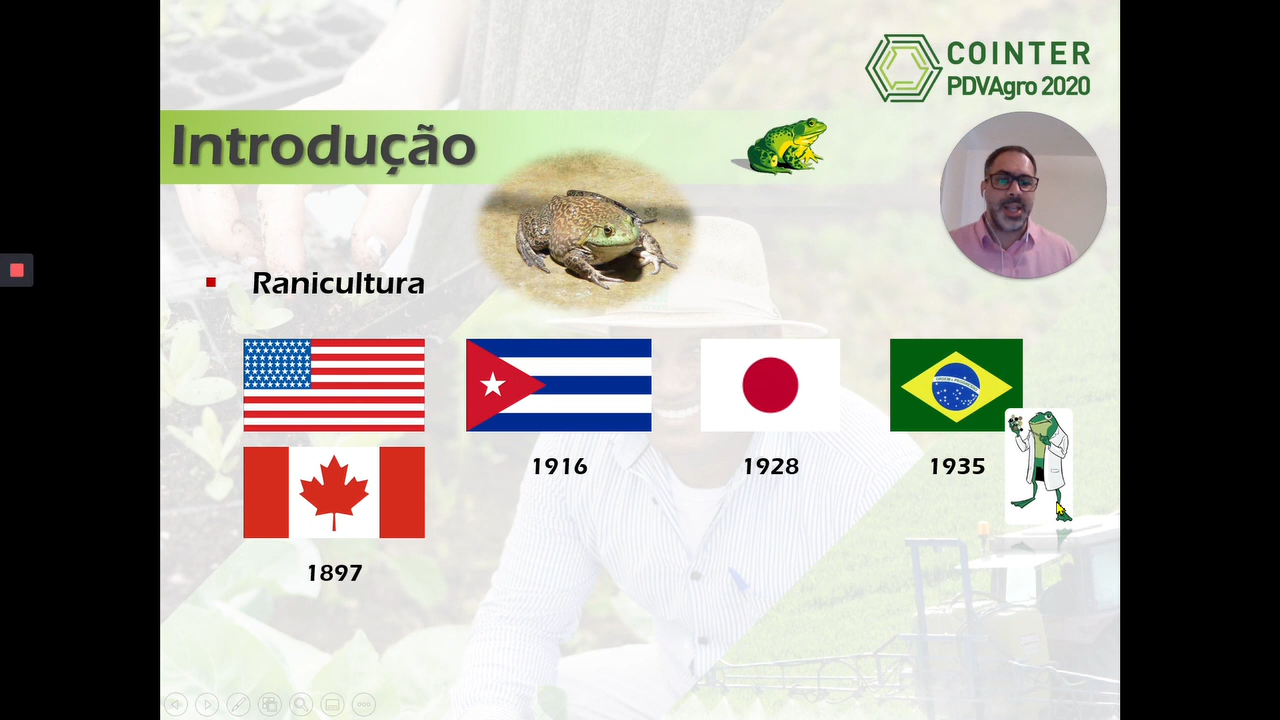 COINTER
PDVAgro 2020
Introdução
Ranicultura
1916
1928
1935
1897